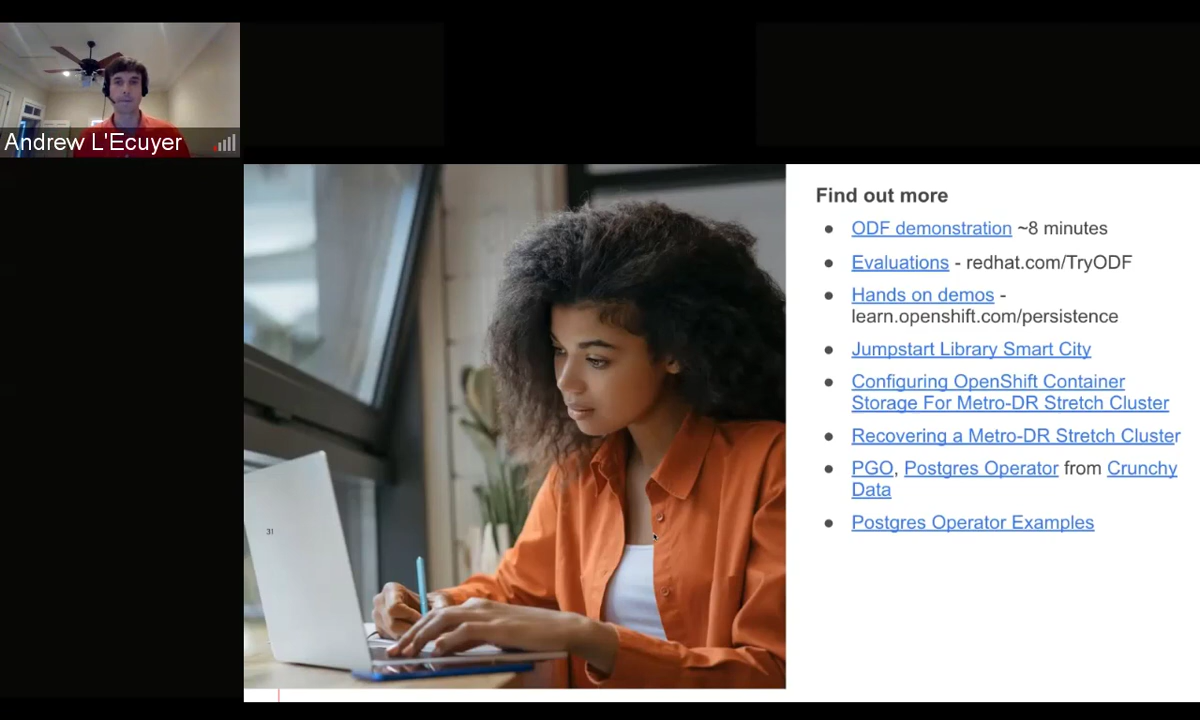 Andrew L'Ecuyer
Find out more
ODF demonstration ~8 minutes
Evaluations - redhat.com/TryODF
Hands on demos -
learn.openshift.com/persistence
Jumpstart Library Smart City
Configuring OpenShift Container
Storage For Metro-DR Stretch Cluster
Recovering a Metro-DR Stretch Cluster
PGO, Postgres Operator from Crunchy
Data
Postgres Operator Examples
31